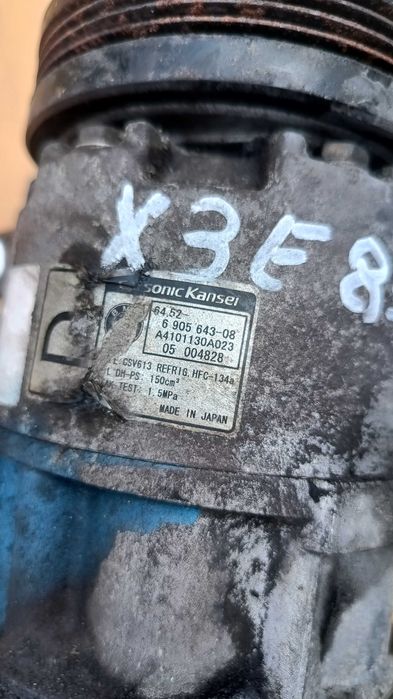 X3E8
sonic Kansei
64.52-
6 905 643-08
A4101130A023
05 004828
CSV613 REFRIG. HFC-134a
DH-PS: 150cm³
TEST: 1.5MPa
MADE IN JAPAN